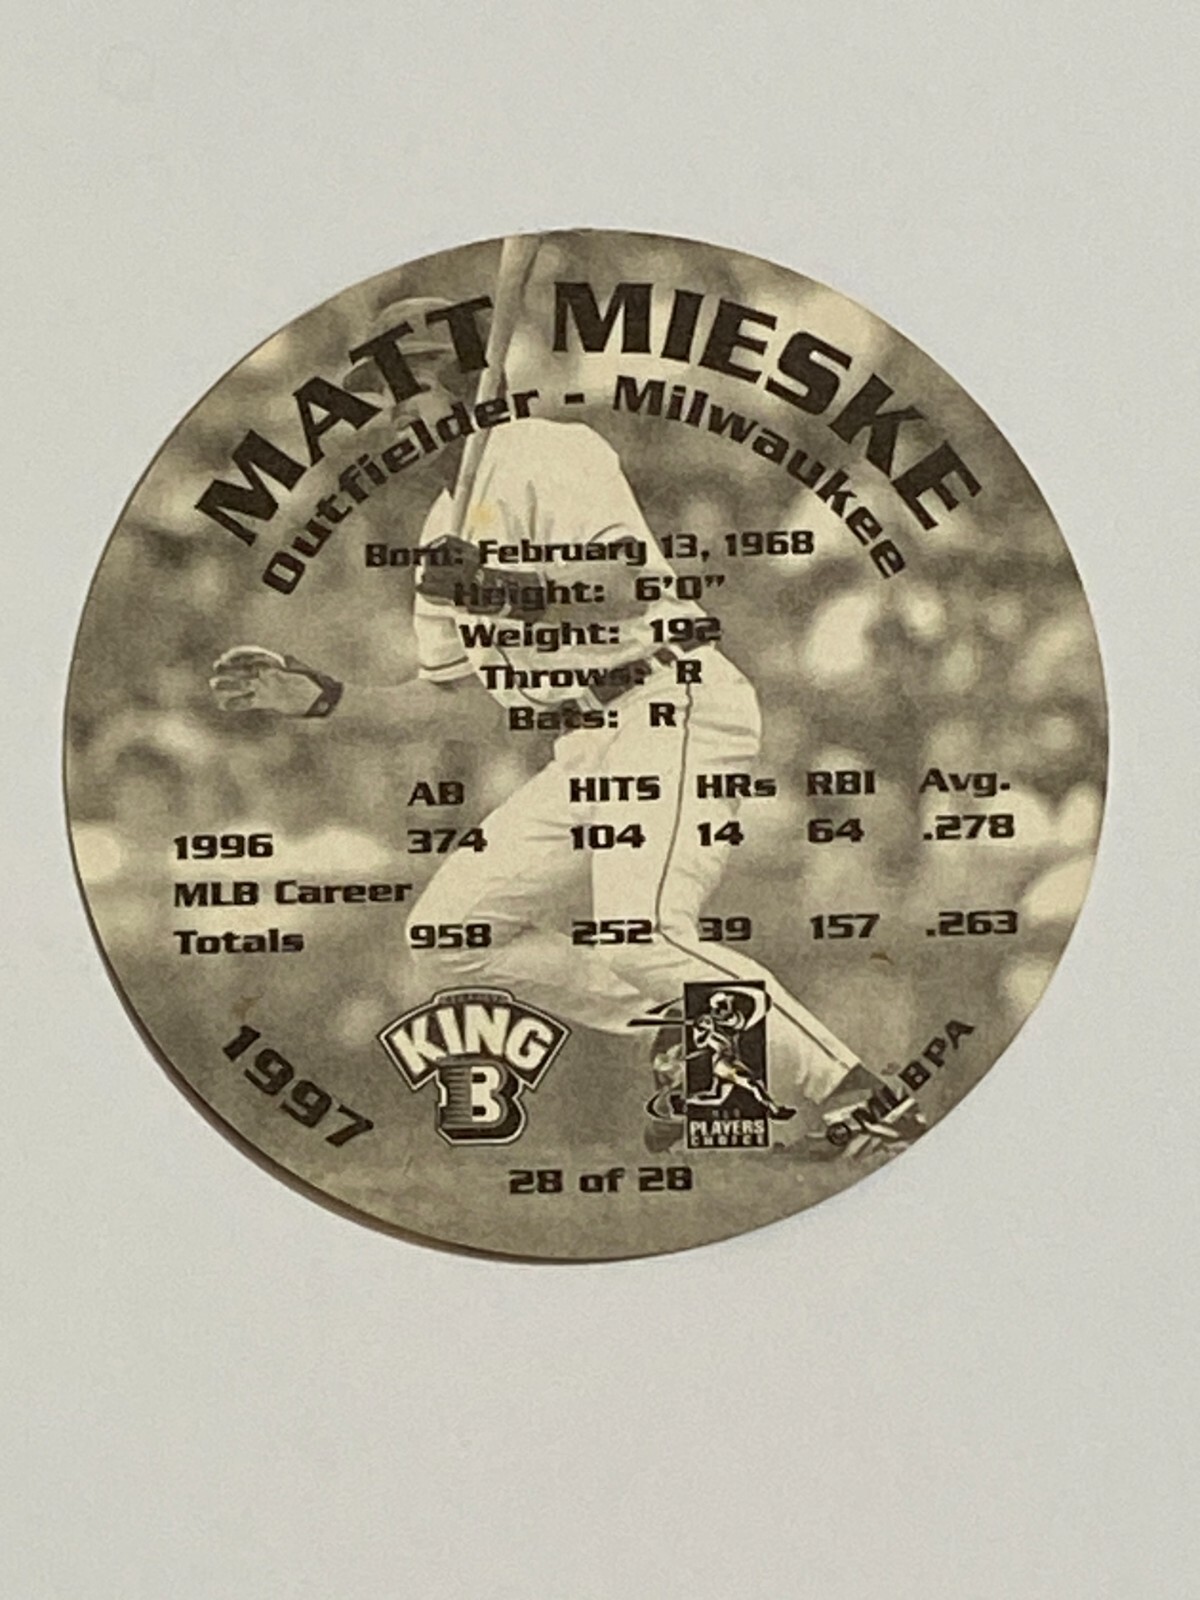 MATT MIESKE
Outfielder - Milwaukee
Born: February 13, 1968
Height: 6'0"
Weight: 192
Throws: R
Bats: R
AB HITS HRs RBI Avg.
1996 374 104 14 64 .278
MLB Career
Totals 958 252 39 157 .263
1997
KING
B
MLB
PLAYERS
CHOICE
©MLBPA
28 of 28